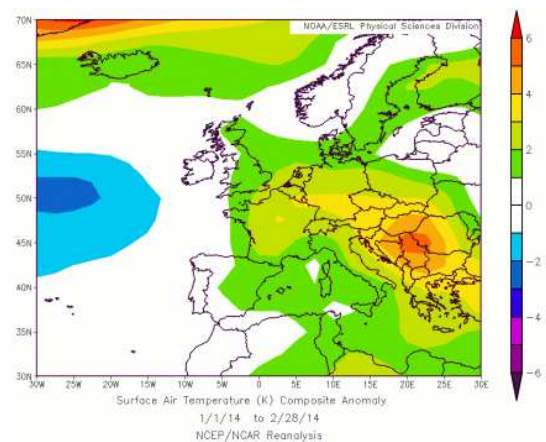 NOAA/ESRL Physical Sciences Division
70N
65N
60N
55N
50N
45N
40N
35N
30N
30W 25W 20W 15W 10W 5W 0 5E 10E 15E 20E 25E 30E
6
4
2
0
-2
-4
-6
Surface Air Temperature (K) Composite Anomaly
1/1/14 to 2/28/14
NCEP/NCAR Reanalysis